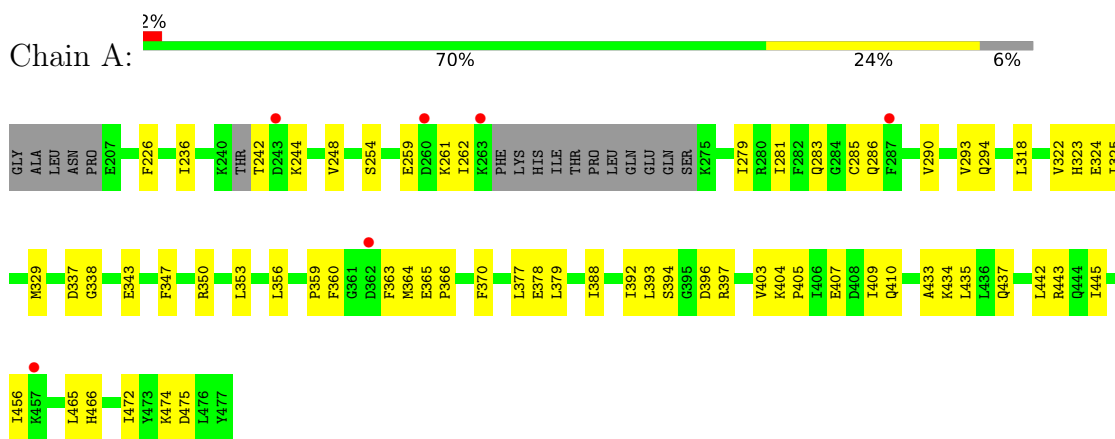 2%
Chain A:
70% 24% 6%
GLY ALA LEU ASN PRO E207 F226 I236 K240 THR T242 D243 K244 V248 S254 E259 D260 K261 I262 K263 PHE LYS HIS ILE THR PRO LEU GLN GLU GLN SER K275 I279 R280 I281 F282 Q283 G284 C285 Q286 F287 V290 V293 Q294 L318 V322 H323 E324 I325
M329 D337 G338 E343 F347 R350 L353 L356 P359 F360 G361 D362 F363 M364 E365 P366 F370 L377 E378 L379 I388 I392 L393 S394 G395 D396 R397 V403 K404 P405 I406 E407 D408 I409 Q410 A433 K434 L435 L436 Q437 L442 R443 Q444 I445
I456 K457 L465 H466 I472 Y473 K474 D475 L476 Y477